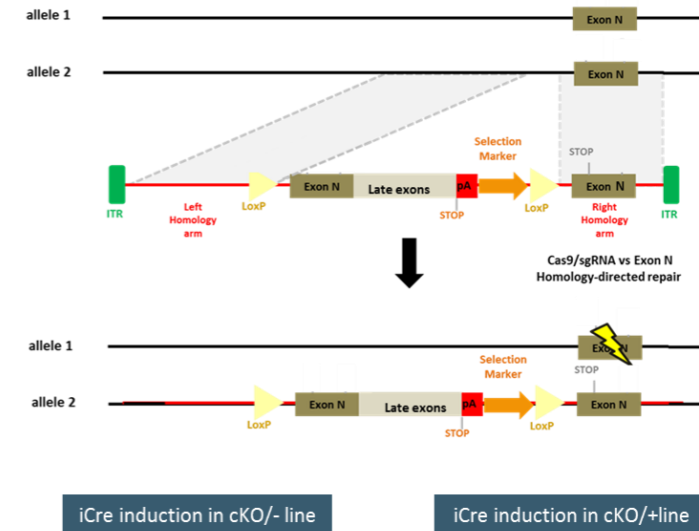 allele 1
Exon N
allele 2
Exon N
Selection
Marker
STOP
Exon N
Late exons
pA
Exon N
ITR
Left
Homology
arm
LoxP
STOP
LoxP
Right
Homology
arm
ITR
Cas9/sgRNA vs Exon N
Homology-directed repair
allele 1
Exon N
Selection
Marker
STOP
allele 2
Exon N
Late exons
pA
Exon N
LoxP
STOP
LoxP
iCre induction in cKO/- line
iCre induction in cKO/+line